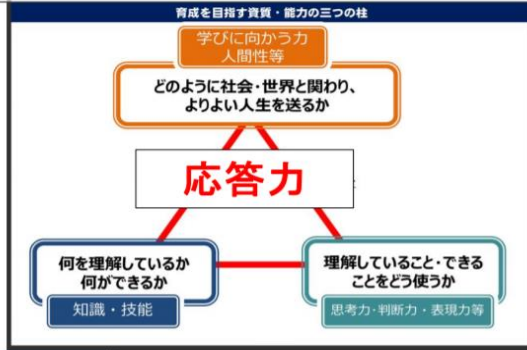 育成を目指す資質・能力の三つの柱
学びに向かう力
人間性等
どのように社会・世界と関わり、
よりよい人生を送るか
応答力
何を理解しているか
何ができるか
知識・技能
理解していること・できる
ことをどう使うか
思考力・判断力・表現力等